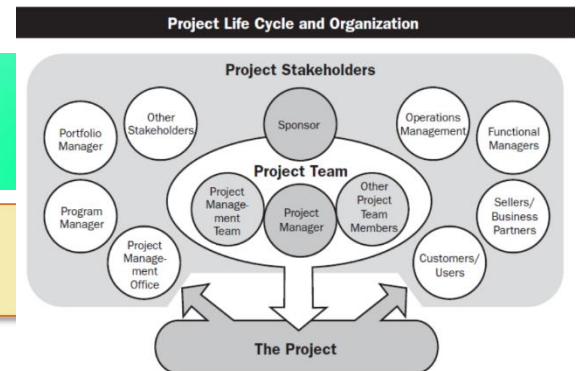 Project Life Cycle and Organization
Project Stakeholders
Portfolio
Manager
Other
Stakeholders
Sponsor
Operations
Management
Functional
Managers
Project Team
Program
Manager
Project
Manage-
ment
Team
Project
Manager
Other
Project
Team
Members
Sellers/
Business
Partners
Project
Manage-
ment
Office
Customers/
Users
The Project